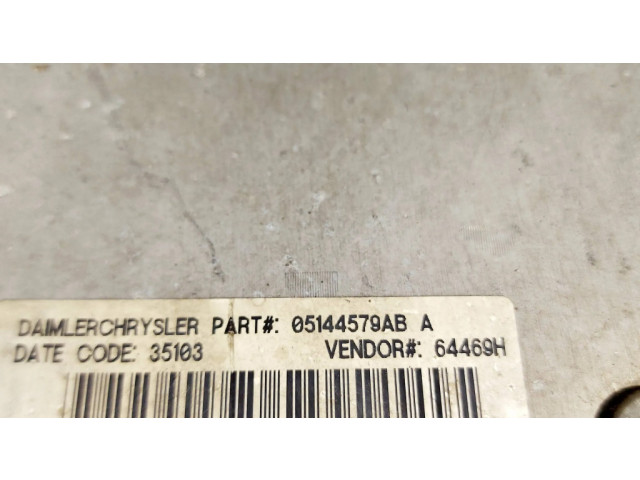 DAIMLERCHRYSLER PART#: 05144579AB A
DATE CODE: 35103 VENDOR#: 64469H